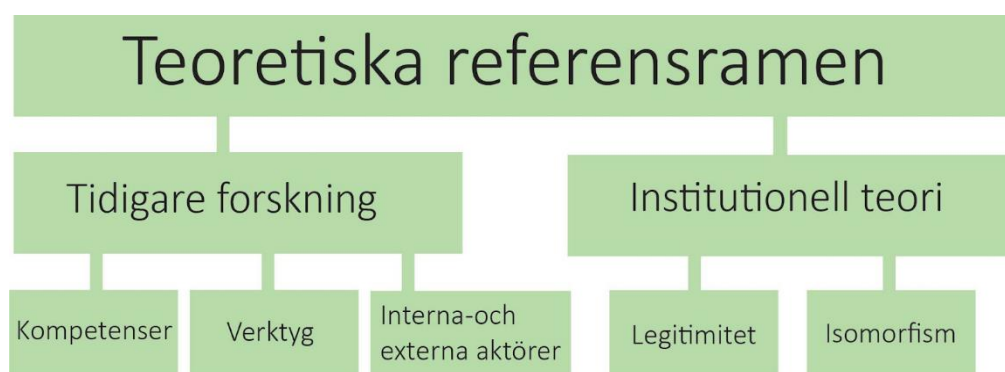 Teoretiska referensramen
Tidigare forskning
Institutionell teori
Kompetenser
Verktyg
Interna-och
externa aktörer
Legitimitet
Isomorfism